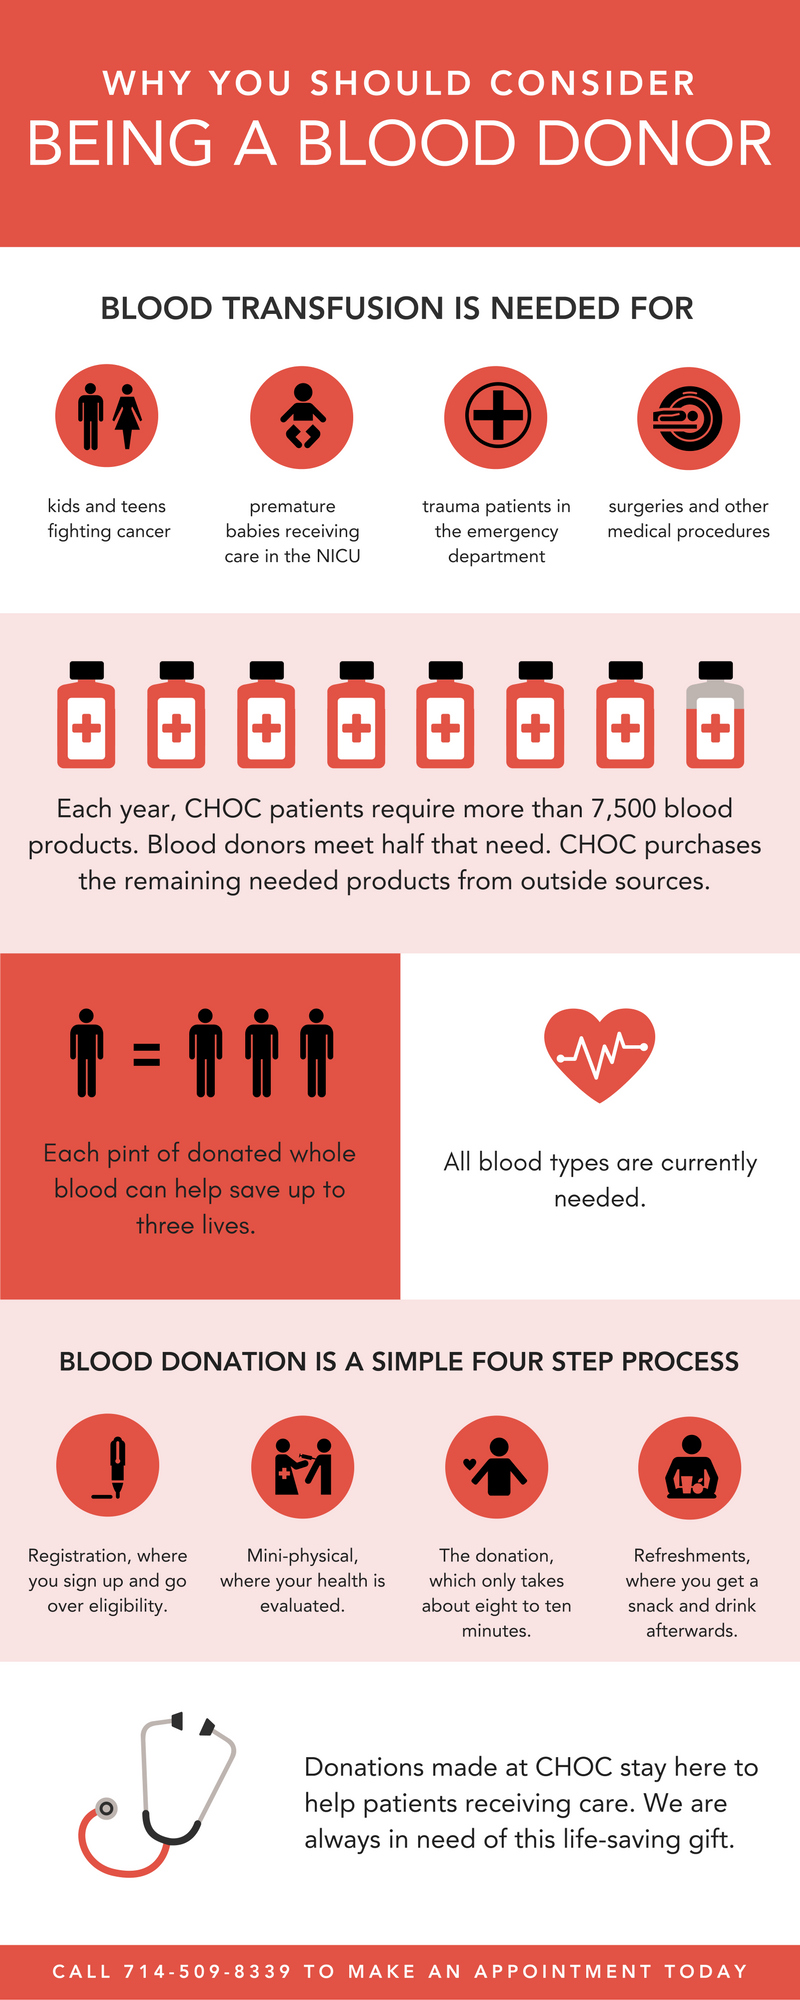 WHY YOU SHOULD CONSIDER
BEING A BLOOD DONOR
BLOOD TRANSFUSION IS NEEDED FOR
kids and teens
fighting cancer
premature
babies receiving
care in the NICU
trauma patients in
the emergency
department
surgeries and other
medical procedures
Each year, CHOC patients require more than 7,500 blood
products. Blood donors meet half that need. CHOC purchases
the remaining needed products from outside sources.
Each pint of donated whole
blood can help save up to
three lives.
All blood types are currently
needed.
BLOOD DONATION IS A SIMPLE FOUR STEP PROCESS
Registration, where
you sign up and go
over eligibility.
Mini-physical,
where your health is
evaluated.
The donation,
which only takes
about eight to ten
minutes.
Refreshments,
where you get a
snack and drink
afterwards.
Donations made at CHOC stay here to
help patients receiving care. We are
always in need of this life-saving gift.
CALL 714-509-8339 TO MAKE AN APPOINTMENT TODAY